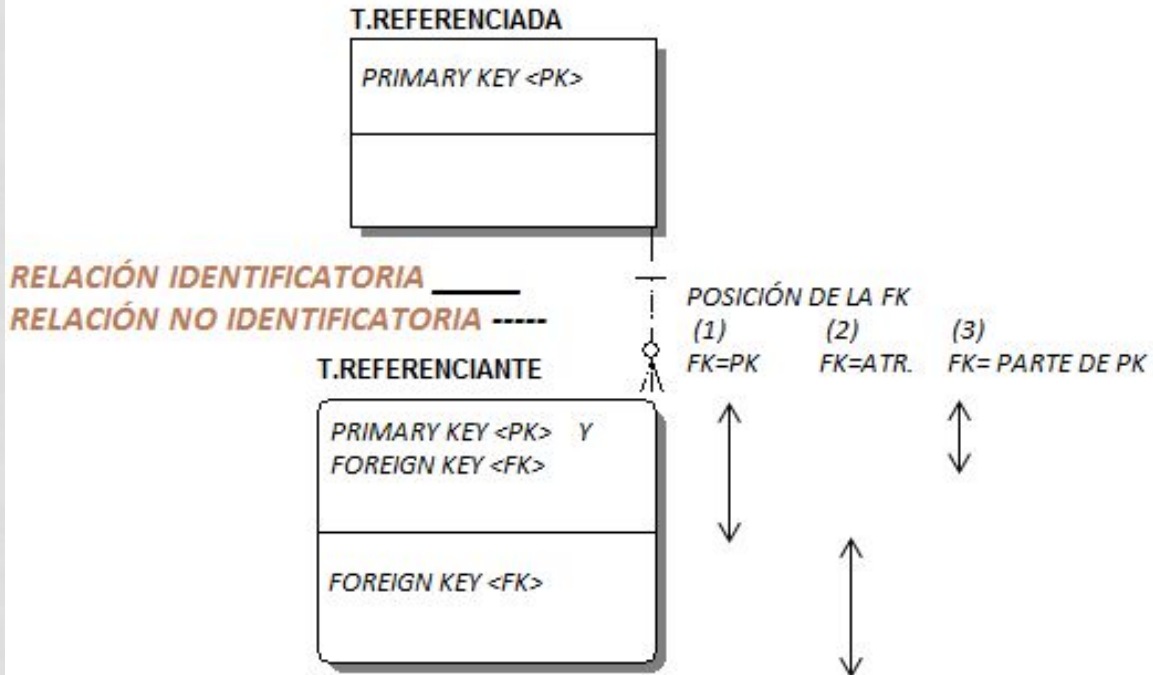 T.REFERENCIADA
PRIMARY KEY <PK>
RELACIÓN IDENTIFICATORIA ______
RELACIÓN NO IDENTIFICATORIA -----
POSICIÓN DE LA FK
(1) (2) (3)
FK=PK FK=ATR. FK= PARTE DE PK
T.REFERENCIANTE
PRIMARY KEY <PK> Y
FOREIGN KEY <FK>
FOREIGN KEY <FK>